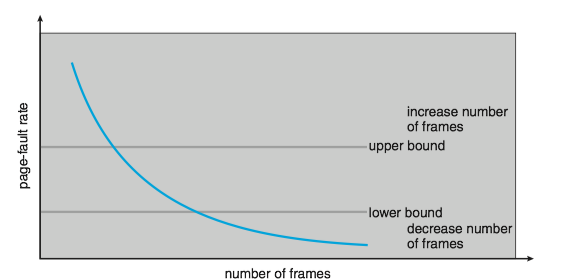 page-fault rate
increase number
of frames
upper bound
lower bound
decrease number
of frames
number of frames